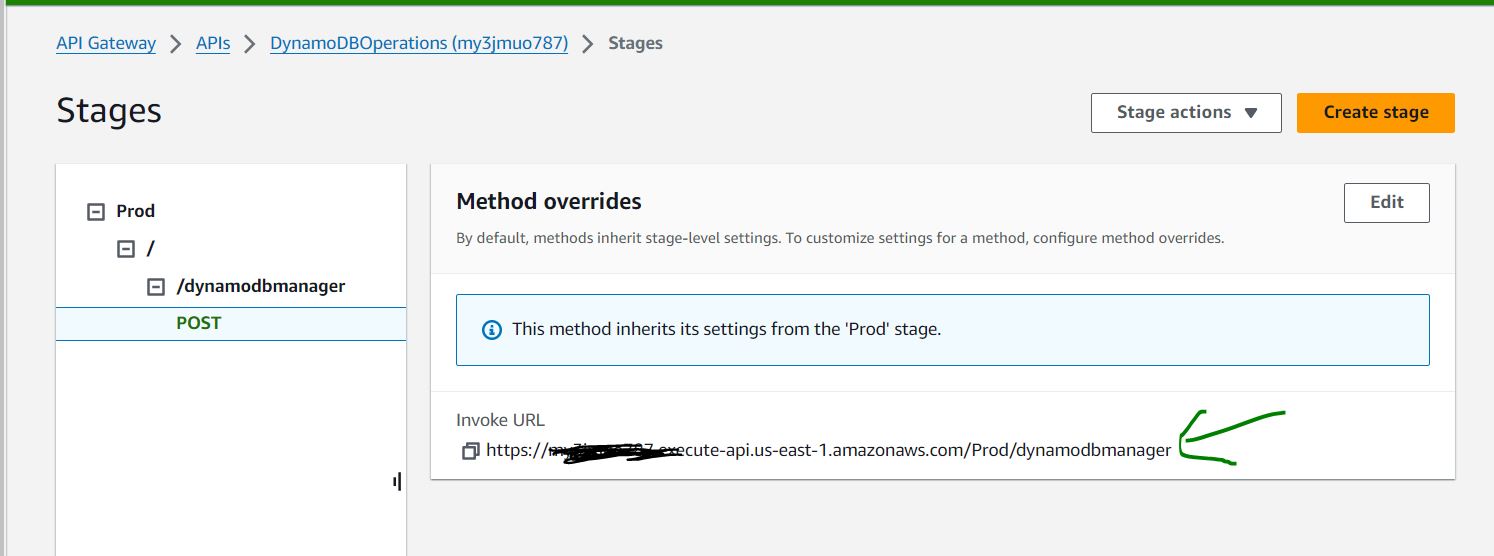 API Gateway > APIs > DynamoDBOperations (my3jmuo787) > Stages
Stages
Stage actions ▼
Create stage
Prod
/
/dynamodbmanager
POST
Method overrides
Edit
By default, methods inherit stage-level settings. To customize settings for a method, configure method overrides.
This method inherits its settings from the 'Prod' stage.
Invoke URL
https:// ecute-api.us-east-1.amazonaws.com/Prod/dynamodbmanager